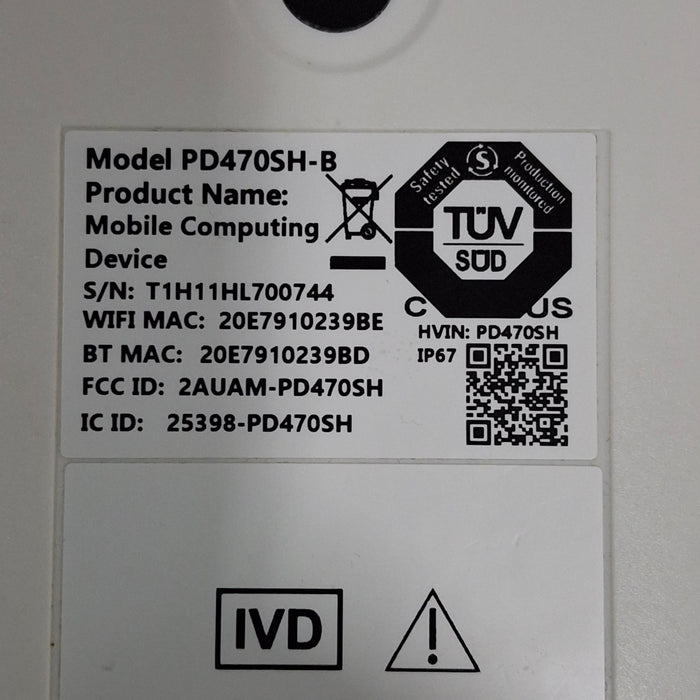 Model PD470SH-B
Product Name:
Mobile Computing
Device
S/N: T1H11HL700744
WIFI MAC: 20E7910239BE
BT MAC: 20E7910239BD
FCC ID: 2AUAM-PD470SH
IC ID: 25398-PD470SH
Safety tested
S
Production monitored
TÜV
SÜD
C US
HVIN: PD470SH
IP67
IVD
!